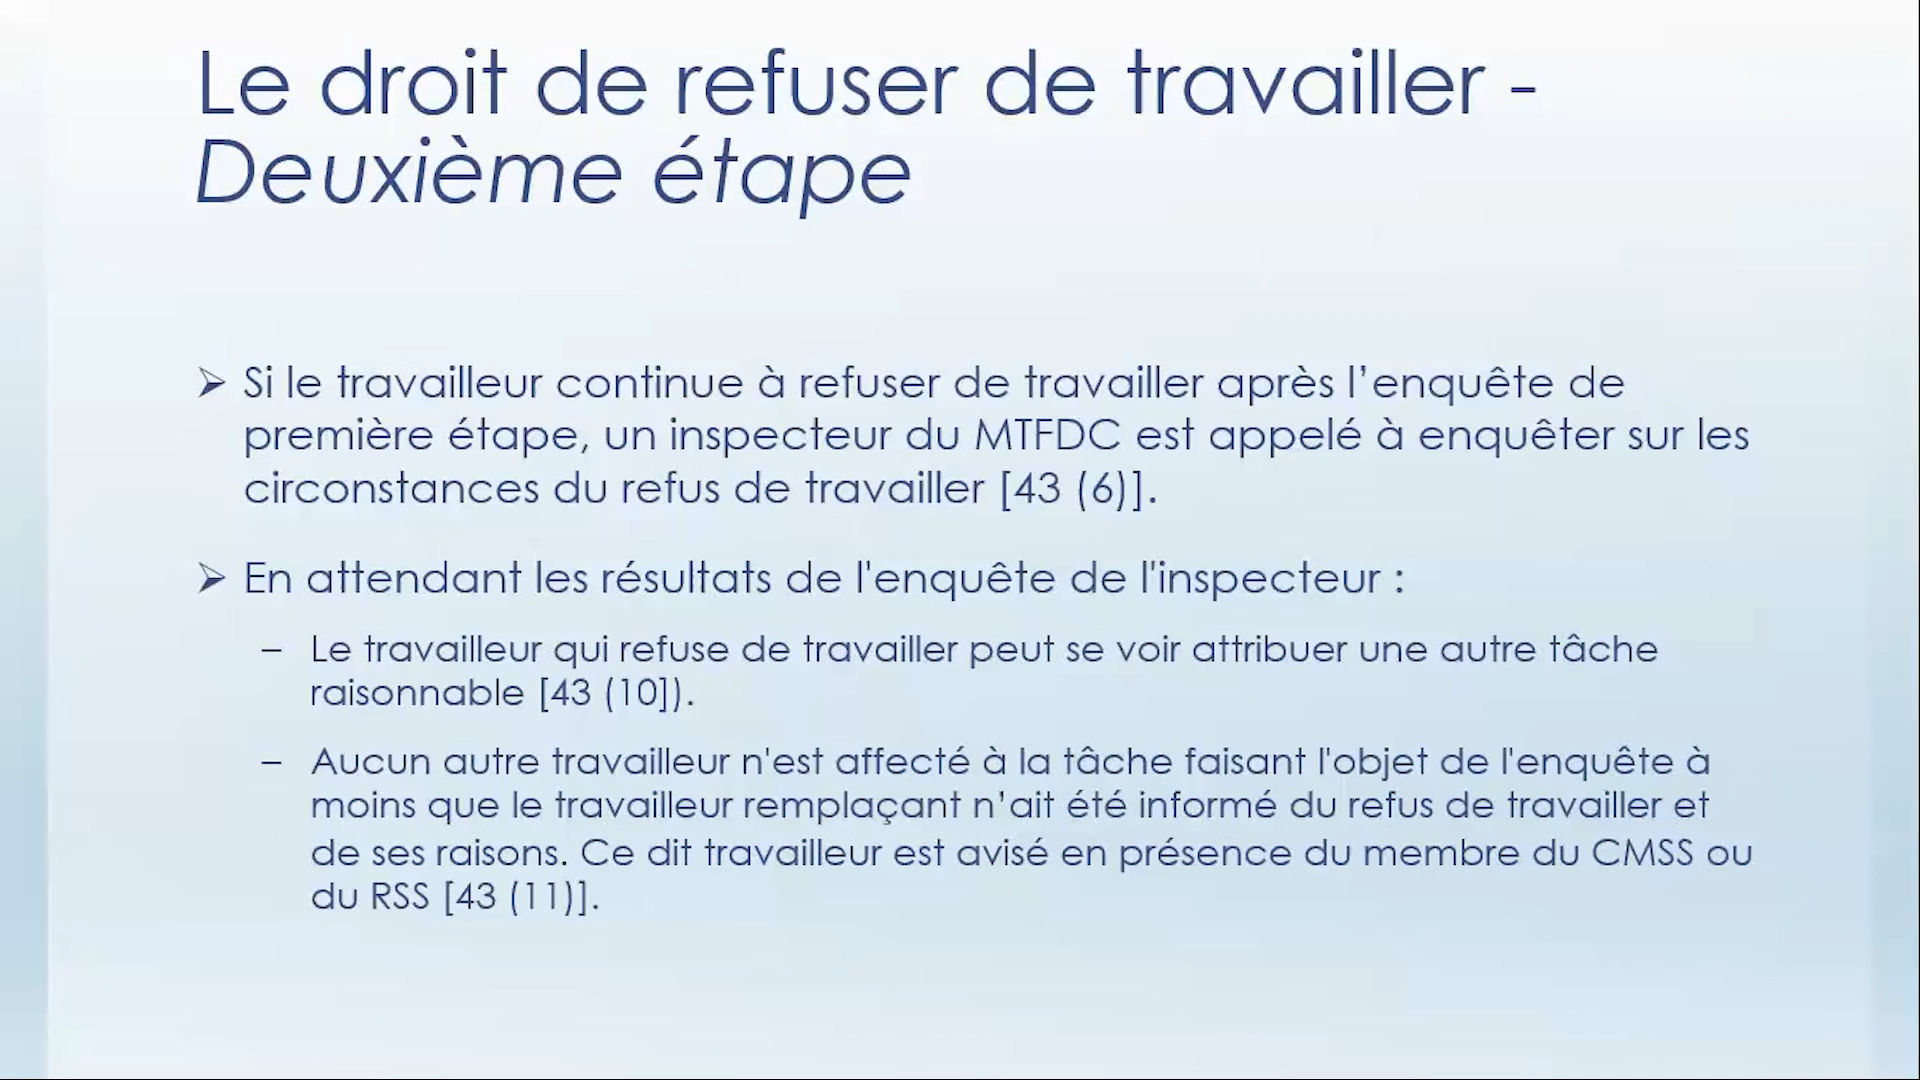 Le droit de refuser de travailler -
Deuxième étape
➢ Si le travailleur continue à refuser de travailler après l’enquête de
première étape, un inspecteur du MTFDC est appelé à enquêter sur les
circonstances du refus de travailler [43 (6)].
➢ En attendant les résultats de l'enquête de l'inspecteur :
– Le travailleur qui refuse de travailler peut se voir attribuer une autre tâche
raisonnable [43 (10]).
– Aucun autre travailleur n'est affecté à la tâche faisant l'objet de l'enquête à
moins que le travailleur remplaçant n’ait été informé du refus de travailler et
de ses raisons. Ce dit travailleur est avisé en présence du membre du CMSS ou
du RSS [43 (11)].